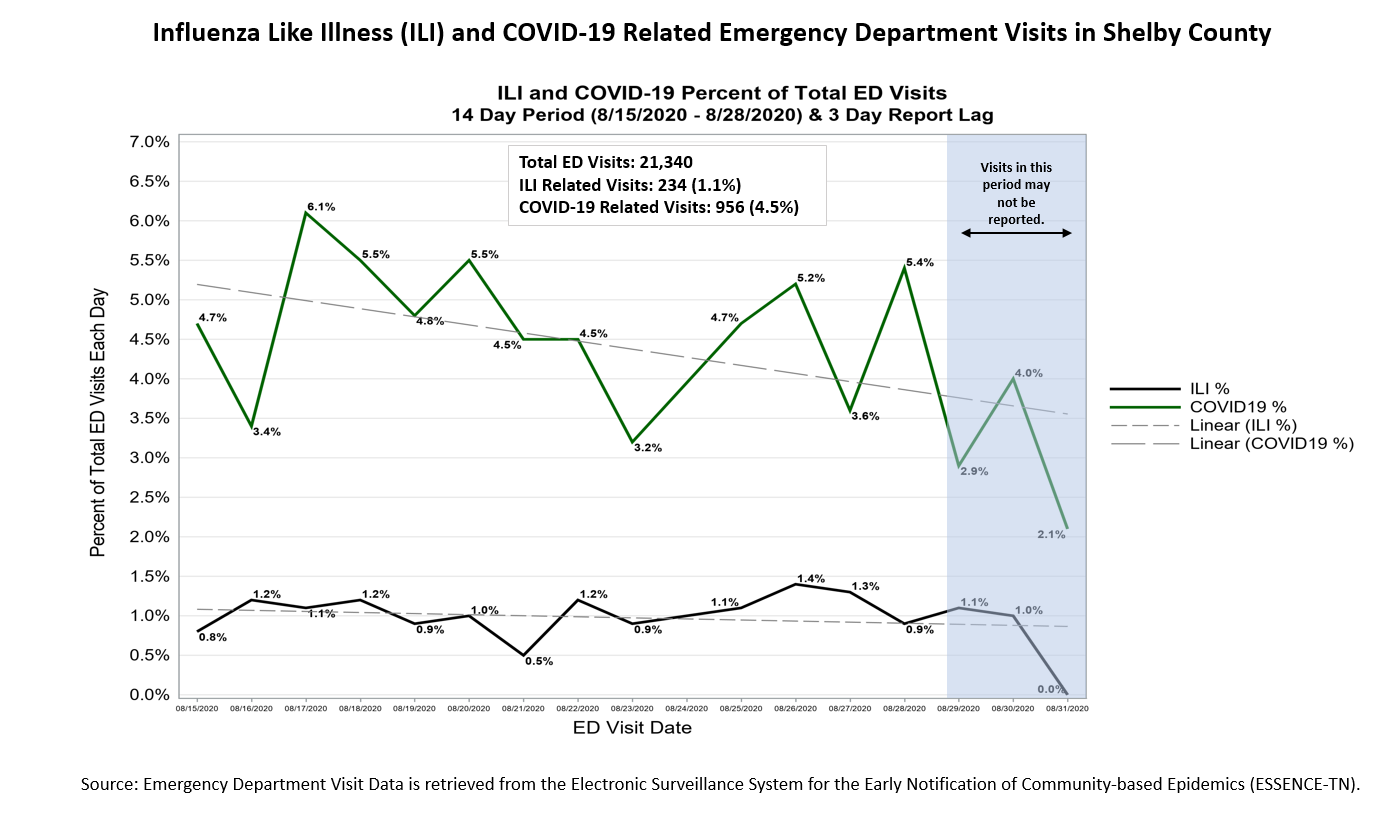 Influenza Like Illness (ILI) and COVID-19 Related Emergency Department Visits in Shelby County
ILI and COVID-19 Percent of Total ED Visits
14 Day Period (8/15/2020 - 8/28/2020) & 3 Day Report Lag
Total ED Visits: 21,340
ILI Related Visits: 234 (1.1%)
COVID-19 Related Visits: 956 (4.5%)
Visits in this
period may
not be
reported.
Percent of Total ED Visits Each Day
7.0%
6.5%
6.0%
5.5%
5.0%
4.5%
4.0%
3.5%
3.0%
2.5%
2.0%
1.5%
1.0%
0.5%
0.0%
4.7%
3.4%
6.1%
5.5%
4.8%
5.5%
4.5%
4.5%
3.2%
4.7%
5.2%
3.6%
5.4%
2.9%
4.0%
2.1%
0.8%
1.2%
1.1%
1.2%
0.9%
1.0%
0.5%
1.2%
0.9%
1.1%
1.4%
1.3%
0.9%
1.1%
1.0%
0.0%
08/15/2020 08/16/2020 08/17/2020 08/18/2020 08/19/2020 08/20/2020 08/21/2020 08/22/2020 08/23/2020 08/24/2020 08/25/2020 08/26/2020 08/27/2020 08/28/2020 08/29/2020 08/30/2020 08/31/2020
ED Visit Date
ILI %
COVID19 %
Linear (ILI %)
Linear (COVID19 %)
Source: Emergency Department Visit Data is retrieved from the Electronic Surveillance System for the Early Notification of Community-based Epidemics (ESSENCE-TN).